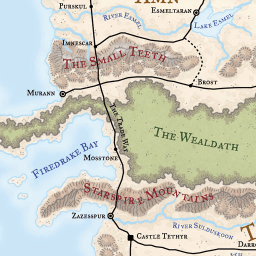 AMN
Purskul
Esmeltaran
River Esmel
Lake Esmel
Imnescar
The Small Teeth
Brost
Murann
The Trade Way
The Wealdath
Firedrake Bay
Mosstone
Starspire Mountains
Zazesspur
River Sulduskoon
Castle Tethyr